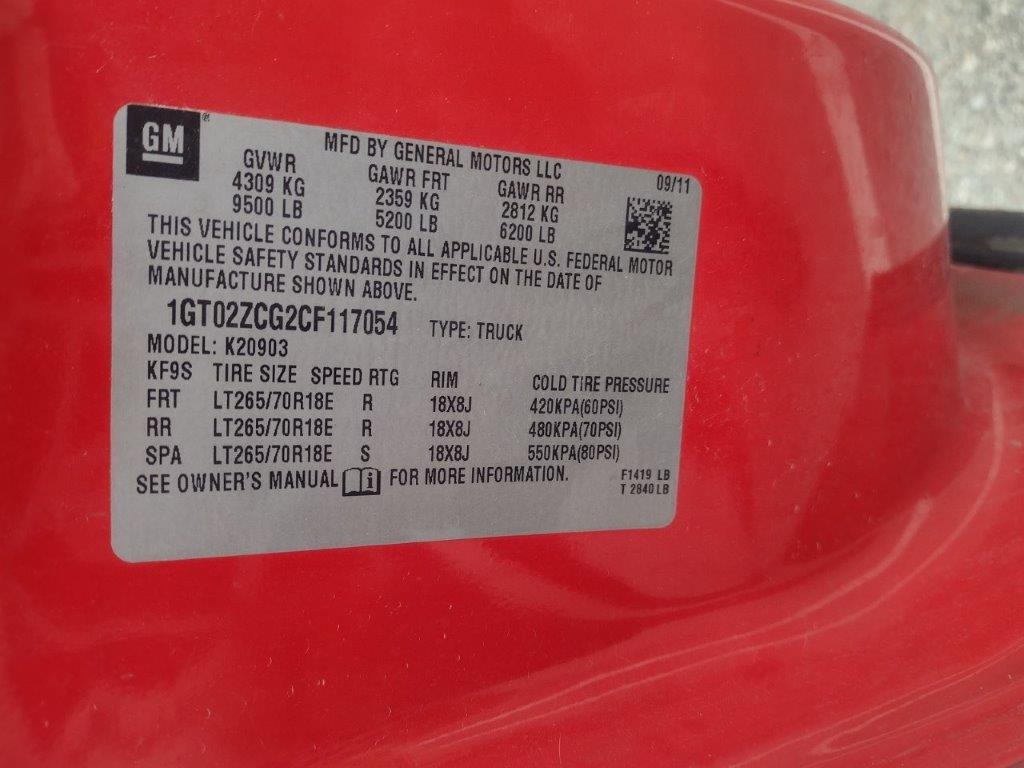 GM®
MFD BY GENERAL MOTORS LLC
GVWR GAWR FRT GAWR RR 09/11
4309 KG 2359 KG 2812 KG
9500 LB 5200 LB 6200 LB
THIS VEHICLE CONFORMS TO ALL APPLICABLE U.S. FEDERAL MOTOR
VEHICLE SAFETY STANDARDS IN EFFECT ON THE DATE OF
MANUFACTURE SHOWN ABOVE.
1GT02ZCG2CF117054 TYPE: TRUCK
MODEL: K20903
KF9S TIRE SIZE SPEED RTG RIM COLD TIRE PRESSURE
FRT LT265/70R18E R 18X8J 420KPA(60PSI)
RR LT265/70R18E R 18X8J 480KPA(70PSI)
SPA LT265/70R18E S 18X8J 550KPA(80PSI)
SEE OWNER'S MANUAL i FOR MORE INFORMATION.
F1419 LB
T 2840 LB